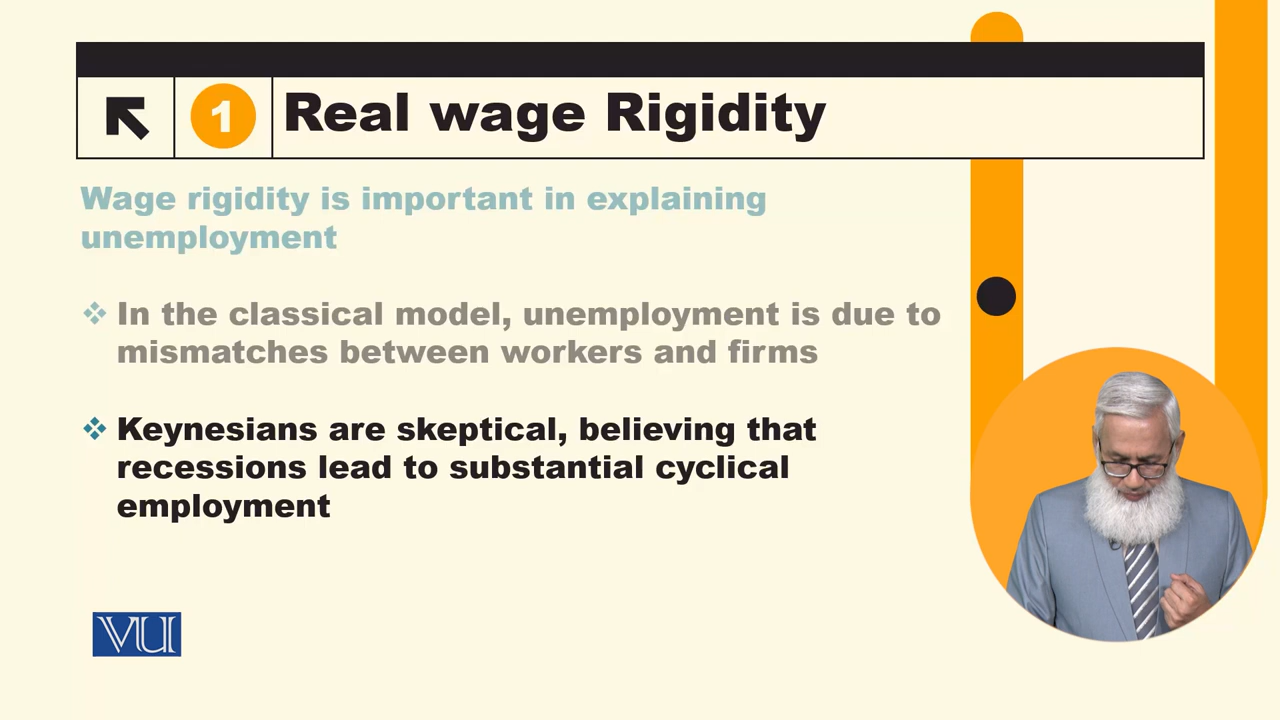 1 Real wage Rigidity
Wage rigidity is important in explaining
unemployment
❖ In the classical model, unemployment is due to
mismatches between workers and firms
❖ Keynesians are skeptical, believing that
recessions lead to substantial cyclical
employment
VU